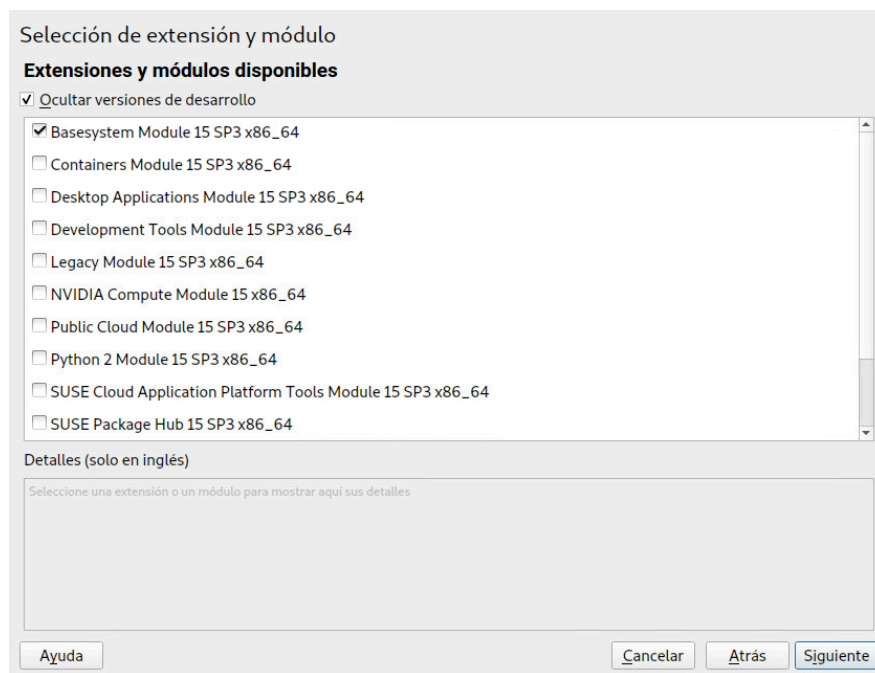 Selección de extensión y módulo
Extensiones y módulos disponibles
Ocultar versiones de desarrollo
Basesystem Module 15 SP3 x86_64
Containers Module 15 SP3 x86_64
Desktop Applications Module 15 SP3 x86_64
Development Tools Module 15 SP3 x86_64
Legacy Module 15 SP3 x86_64
NVIDIA Compute Module 15 x86_64
Public Cloud Module 15 SP3 x86_64
Python 2 Module 15 SP3 x86_64
SUSE Cloud Application Platform Tools Module 15 SP3 x86_64
SUSE Package Hub 15 SP3 x86_64
Detalles (solo en inglés)
Seleccione una extensión o un módulo para mostrar aquí sus detalles
Ayuda Cancelar Atrás Siguiente